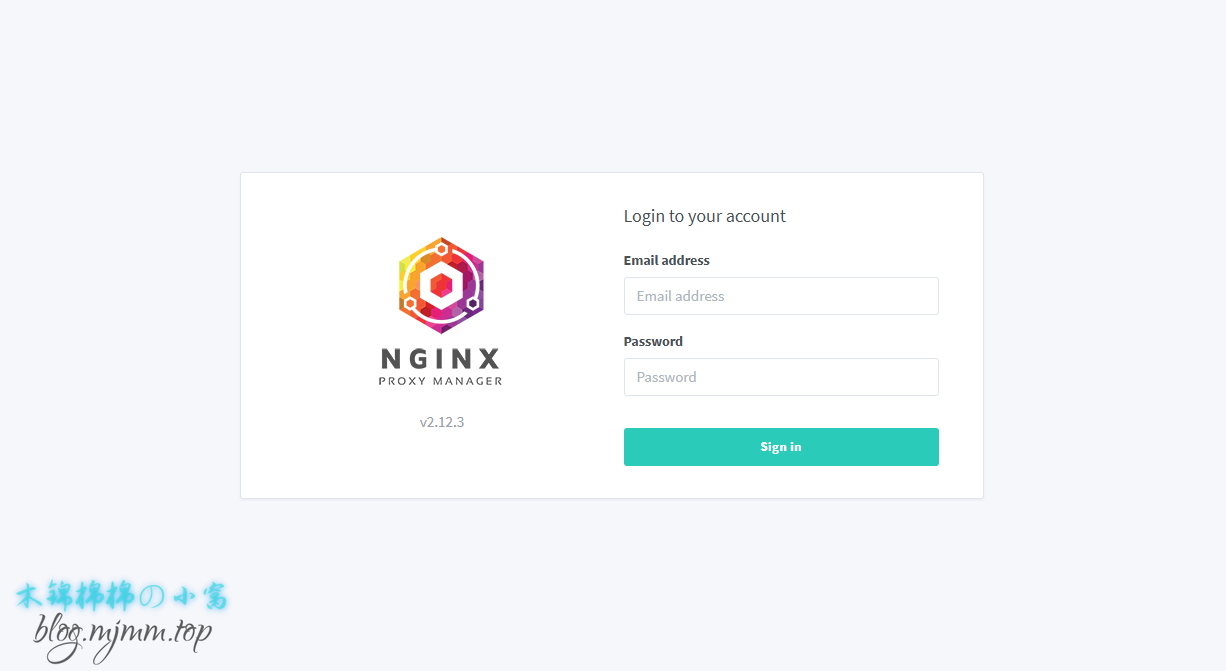 NGINX
PROXY MANAGER
v2.12.3
Login to your account
Email address
Email address
Password
Password
Sign in
木锦棉棉の小窝
blog.mjmm.top